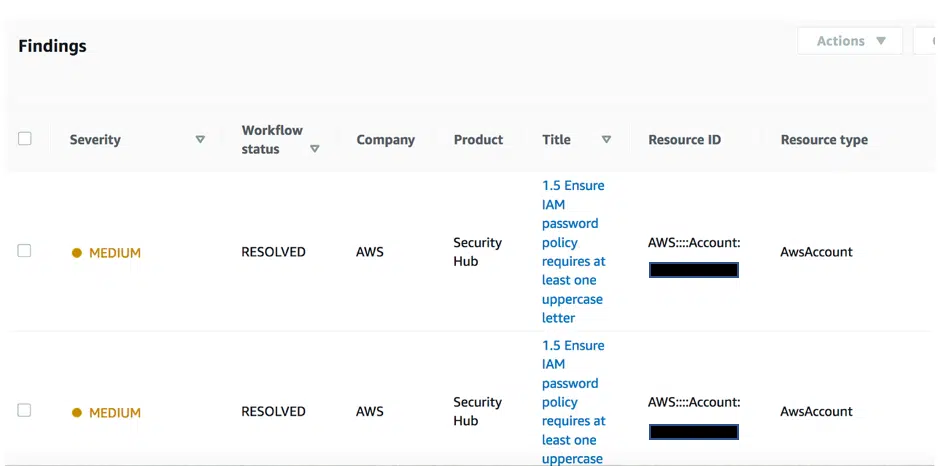 Findings
Actions
Severity
Workflow
status
Company
Product
Title
Resource ID
Resource type
MEDIUM
RESOLVED
AWS
Security
Hub
1.5 Ensure
IAM
password
policy
requires at
least one
uppercase
letter
AWS::::Account:
AwsAccount
MEDIUM
RESOLVED
AWS
Security
Hub
1.5 Ensure
IAM
password
policy
requires at
least one
uppercase
AWS::::Account:
AwsAccount